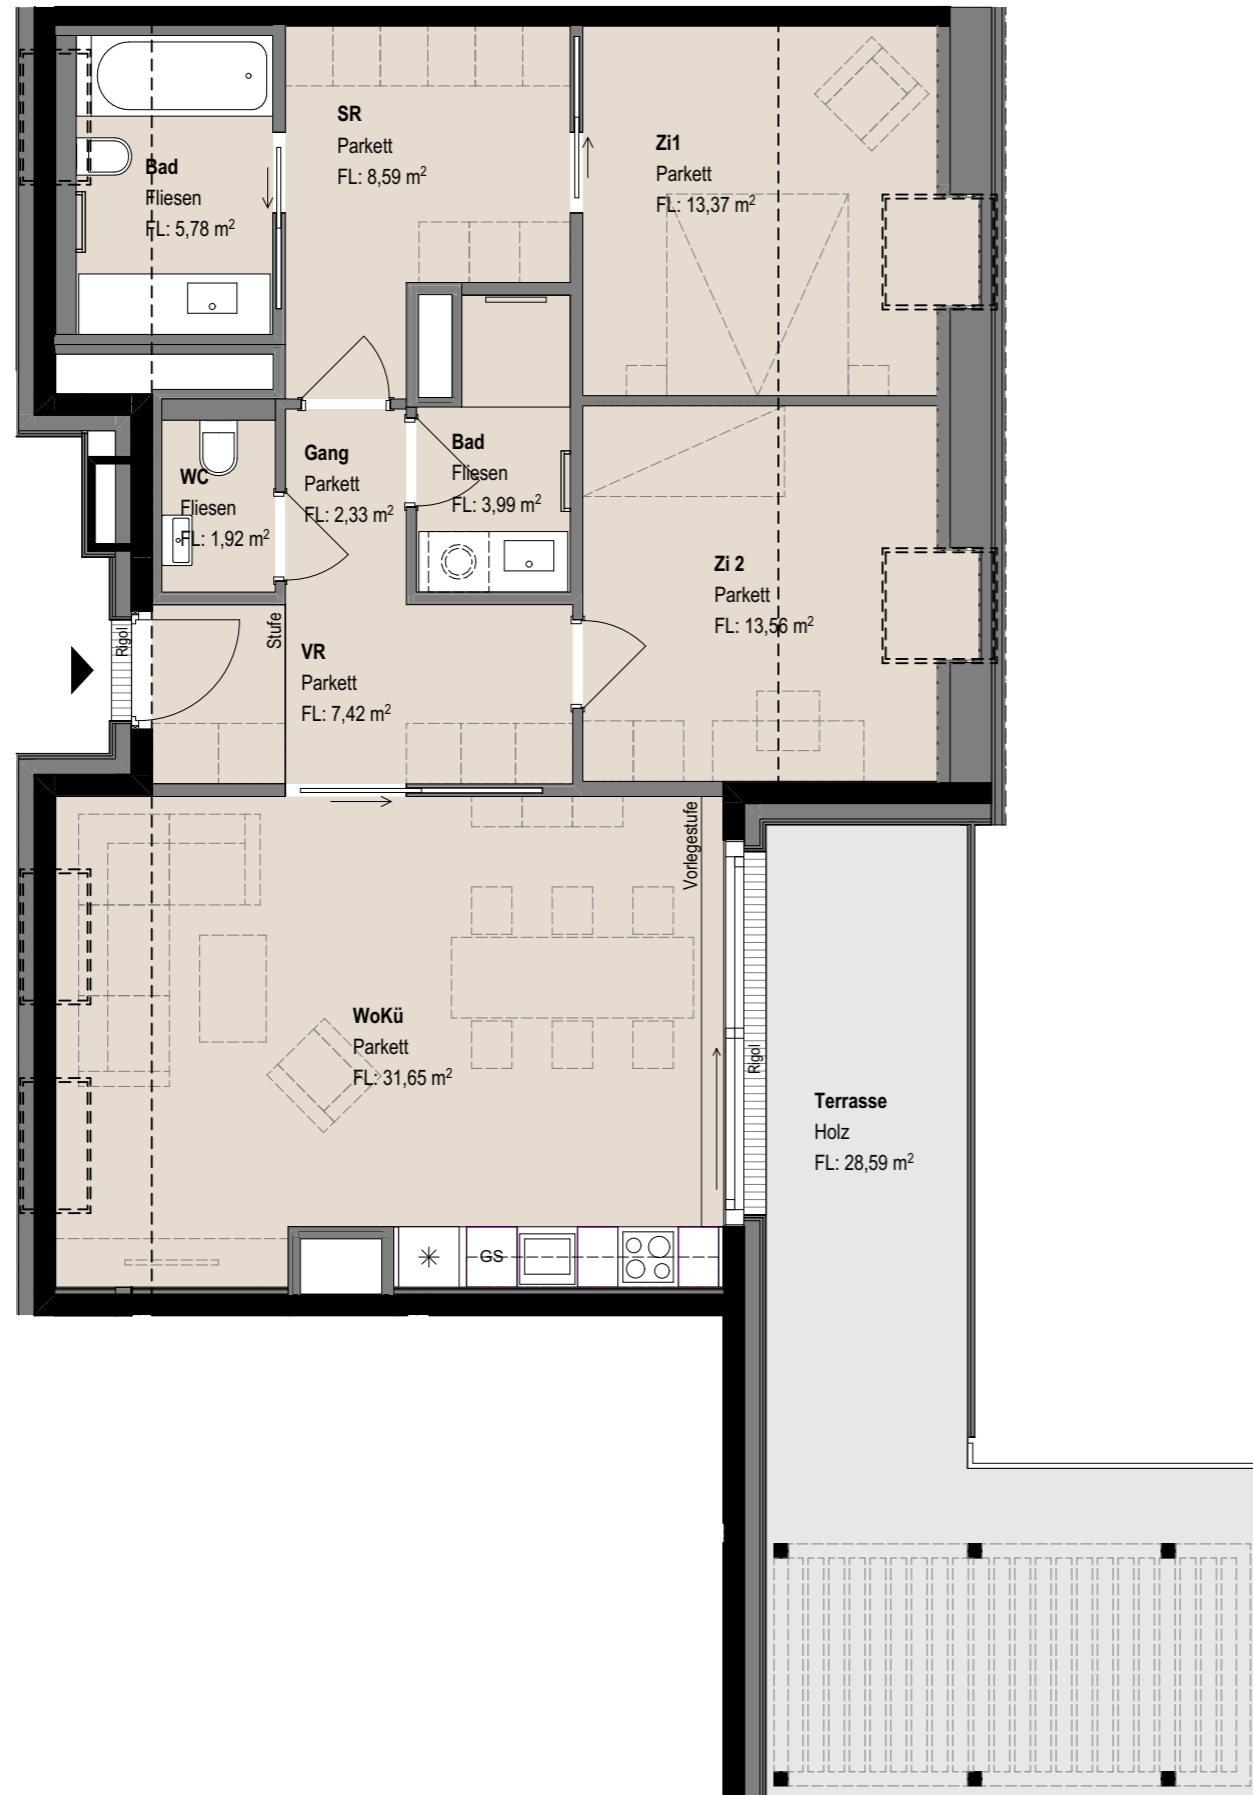 SR
Parkett
FL: 8,59 m²
Zi1
Parkett
FL: 13,37 m²
Bad
Fliesen
FL: 5,78 m²
Gang
Parkett
FL: 2,33 m²
Bad
Fliesen
FL: 3,99 m²
WC
Fliesen
FL: 1,92 m²
Zi 2
Parkett
FL: 13,56 m²
Rigol
Stufe
VR
Parkett
FL: 7,42 m²
Vorlegestufe
WoKü
Parkett
FL: 31,65 m²
Rigol
Terrasse
Holz
FL: 28,59 m²
GS